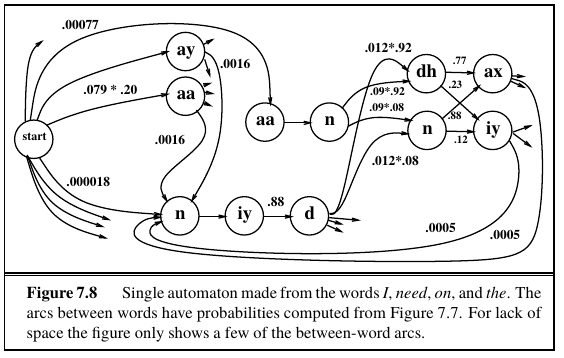 .00077
ay
.0016
.079 * .20
aa
start
.0016
.000018
n
iy
.88
d
aa
n
.012*.92
.09*.92
.09*.08
.012*.08
dh
.77
ax
.23
n
.88
iy
.12
.0005
.0005
Figure 7.8 Single automaton made from the words I, need, on, and the. The
arcs between words have probabilities computed from Figure 7.7. For lack of
space the figure only shows a few of the between-word arcs.